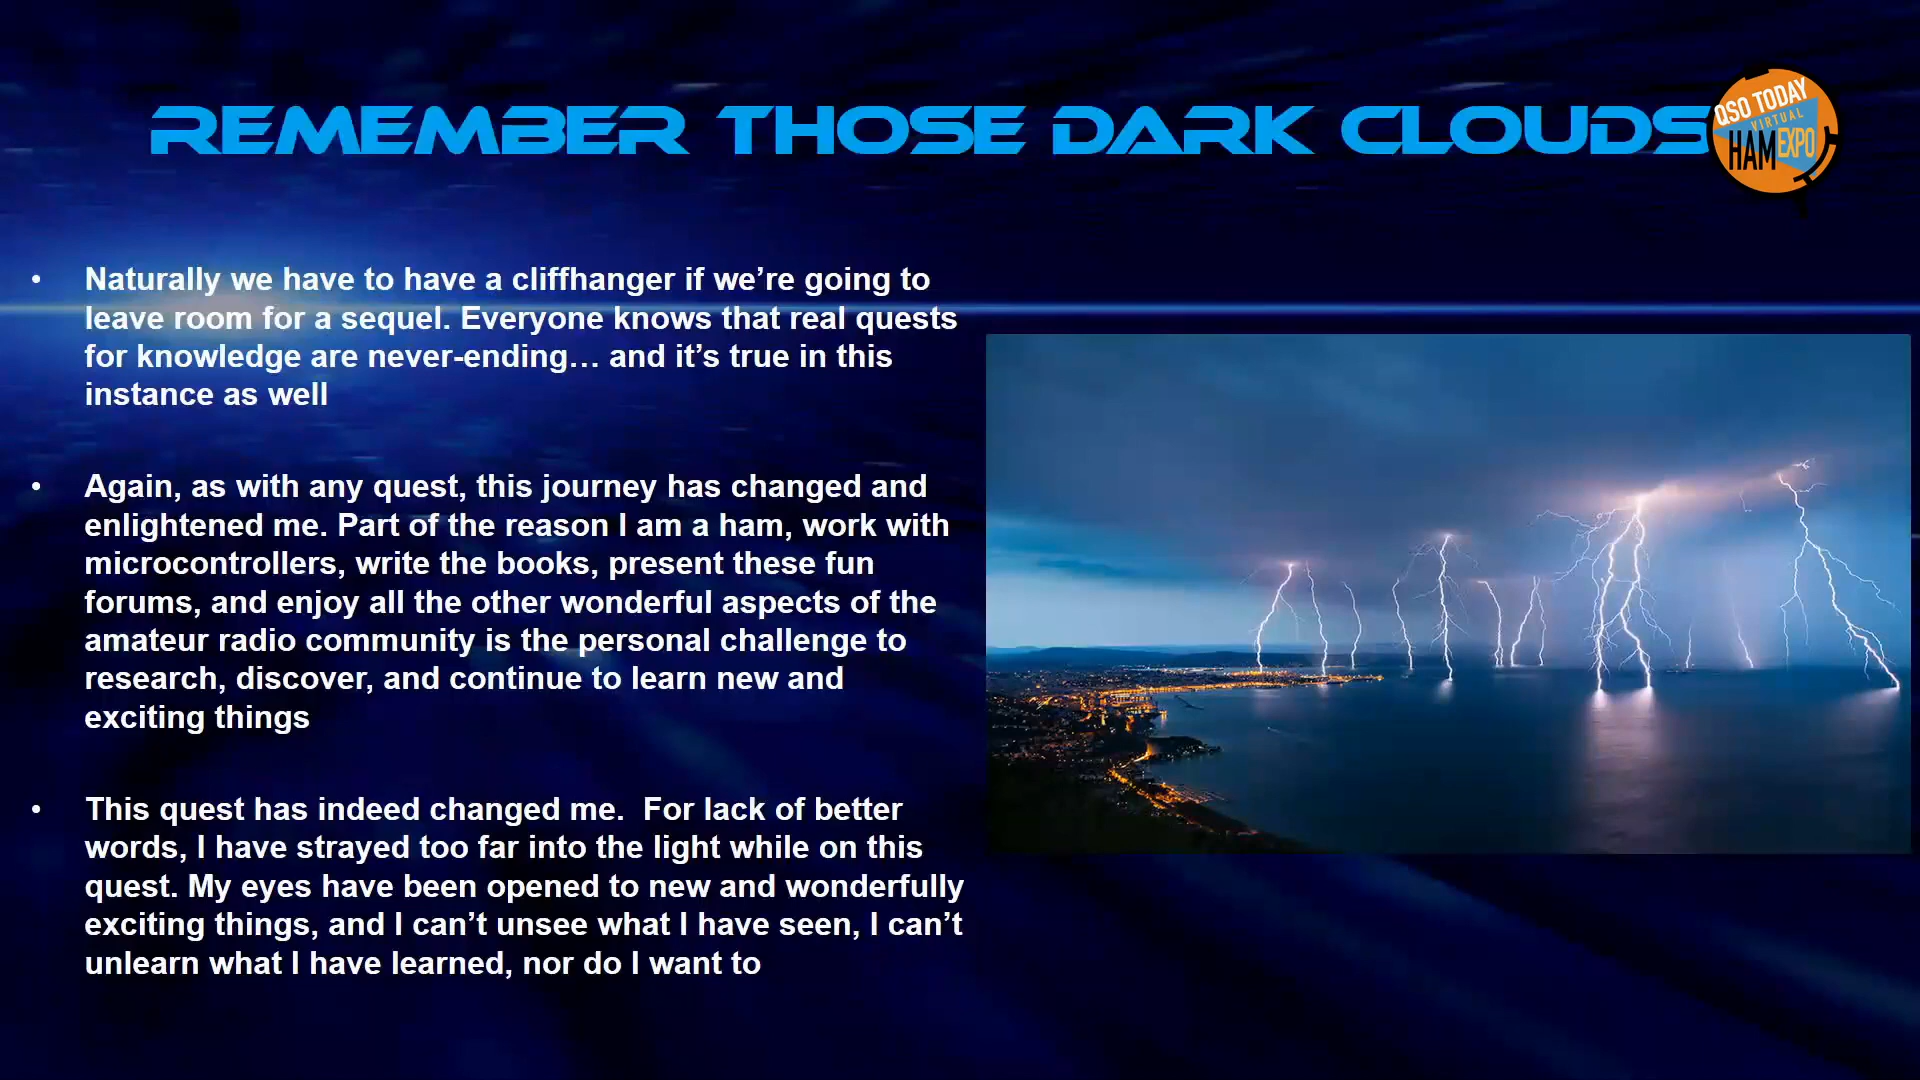 REMEMBER THOSE DARK CLOUDS
QSO TODAY
VIRTUAL
HAM EXPO
• Naturally we have to have a cliffhanger if we’re going to
leave room for a sequel. Everyone knows that real quests
for knowledge are never-ending… and it’s true in this
instance as well
• Again, as with any quest, this journey has changed and
enlightened me. Part of the reason I am a ham, work with
microcontrollers, write the books, present these fun
forums, and enjoy all the other wonderful aspects of the
amateur radio community is the personal challenge to
research, discover, and continue to learn new and
exciting things
• This quest has indeed changed me.  For lack of better
words, I have strayed too far into the light while on this
quest. My eyes have been opened to new and wonderfully
exciting things, and I can’t unsee what I have seen, I can’t
unlearn what I have learned, nor do I want to